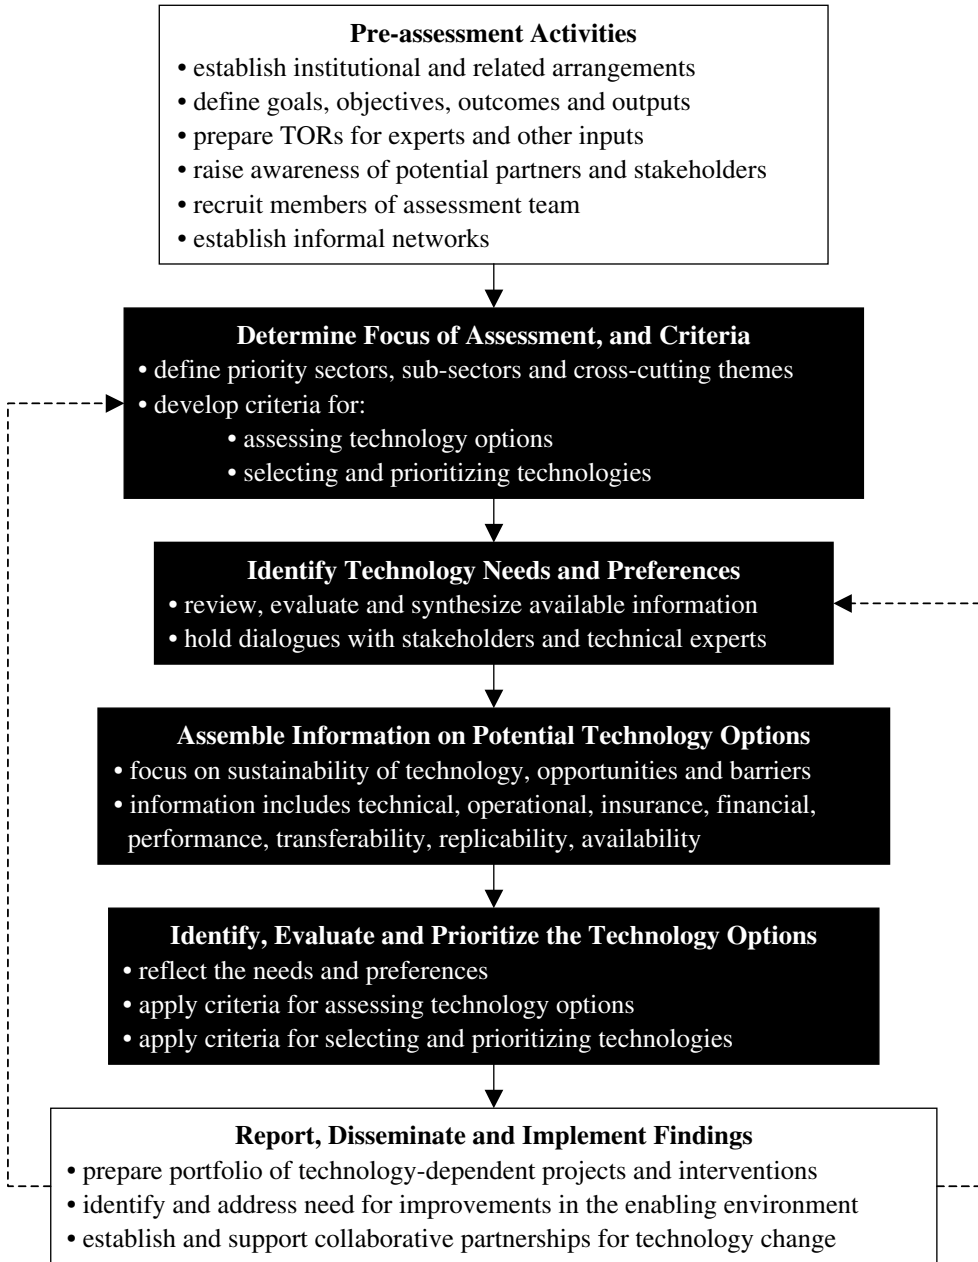 Pre-assessment Activities
• establish institutional and related arrangements
• define goals, objectives, outcomes and outputs
• prepare TORs for experts and other inputs
• raise awareness of potential partners and stakeholders
• recruit members of assessment team
• establish informal networks
Determine Focus of Assessment, and Criteria
• define priority sectors, sub-sectors and cross-cutting themes
• develop criteria for:
• assessing technology options
• selecting and prioritizing technologies
Identify Technology Needs and Preferences
• review, evaluate and synthesize available information
• hold dialogues with stakeholders and technical experts
Assemble Information on Potential Technology Options
• focus on sustainability of technology, opportunities and barriers
• information includes technical, operational, insurance, financial,
performance, transferability, replicability, availability
Identify, Evaluate and Prioritize the Technology Options
• reflect the needs and preferences
• apply criteria for assessing technology options
• apply criteria for selecting and prioritizing technologies
Report, Disseminate and Implement Findings
• prepare portfolio of technology-dependent projects and interventions
• identify and address need for improvements in the enabling environment
• establish and support collaborative partnerships for technology change